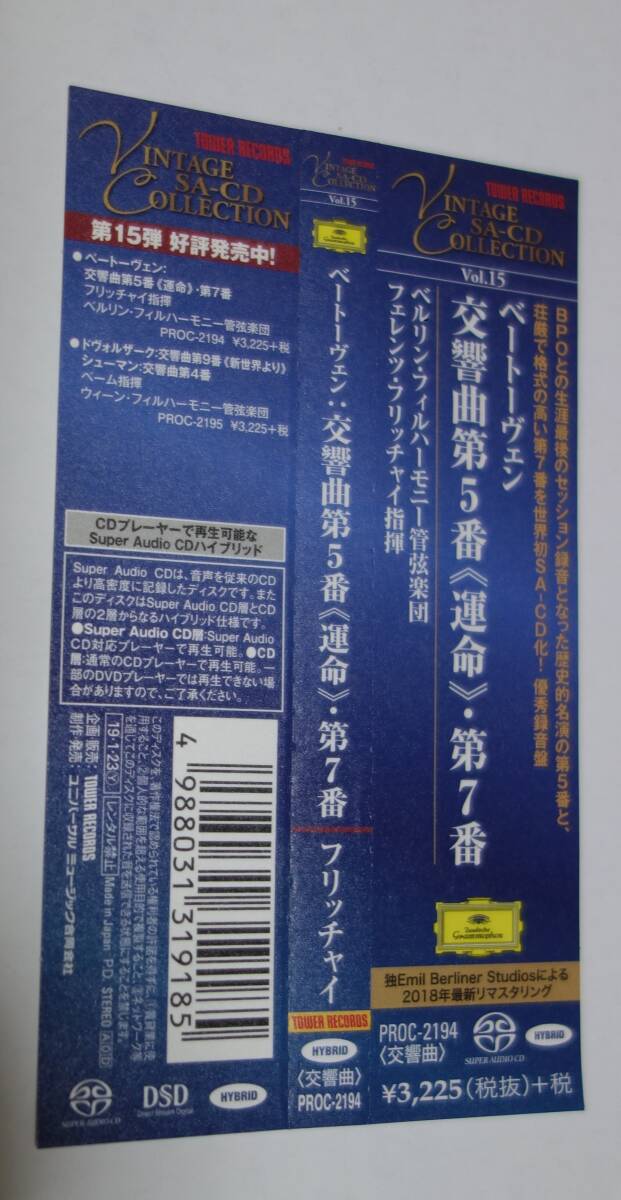 TOWER RECORDS
VINTAGE
SA-CD
COLLECTION
第15弾 好評発売中!
●ベートーヴェン:
交響曲第5番《運命》・第7番
フリッチャイ指揮
ベルリン・フィルハーモニー管弦楽団
PROC-2194 ¥3,225+税
●ドヴォルザーク:交響曲第9番《新世界より》
シューマン:交響曲第4番
ベーム指揮
ウィーン・フィルハーモニー管弦楽団
PROC-2195 ¥3,225+税
CDプレーヤーで再生可能な
Super Audio CDハイブリッド
Super Audio CDは、音声を従来のCD
より高密度に記録したディスクです。また
このディスクはSuper Audio CD層とCD
層の2層からなるハイブリッド仕様です。
●Super Audio CD層:Super Audio
CD対応プレーヤーで再生可能。●CD
層:通常のCDプレーヤーで再生可能。一
部のDVDプレーヤーでは再生できない場
合がありますので、ご了承ください。
'19・1・23 Ⓨ レンタル禁止 Made in Japan P.D. STEREO A D D
企画・販売: TOWER RECORDS
制作・発売: ユニバーサル ミュージック合同会社
4 988031 319185
SUPER AUDIO CD
DSD
Direct Stream Digital
HYBRID
TOWER RECORDS
VINTAGE
SA-CD
COLLECTION
Vol.15
ベートーヴェン:交響曲第5番《運命》・第7番 フリッチャイ
TOWER RECORDS
HYBRID
〈交響曲〉
PROC-2194
TOWER RECORDS
VINTAGE
SA-CD
COLLECTION
Vol.15
BPOとの生涯最後のセッション録音となった歴史的名演の第5番と、
荘厳で格式の高い第7番を世界初SA-CD化! 優秀録音盤
ベートーヴェン
交響曲第5番《運命》・第7番
ベルリン・フィルハーモニー管弦楽団
フェレンツ・フリッチャイ指揮
Deutsche
Grammophon
独Emil Berliner Studiosによる
2018年最新リマスタリング
PROC-2194
〈交響曲〉
SUPER AUDIO CD
HYBRID
¥3,225(税抜)+税